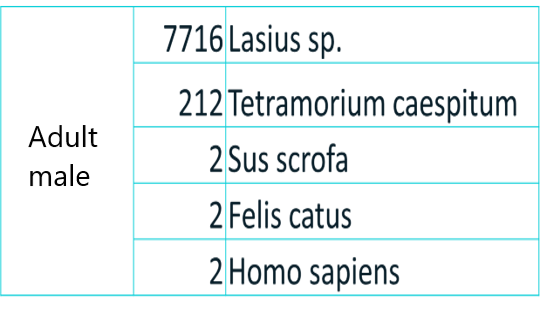 Adult
male
7716 Lasius sp.
212 Tetramorium caespitum
2 Sus scrofa
2 Felis catus
2 Homo sapiens